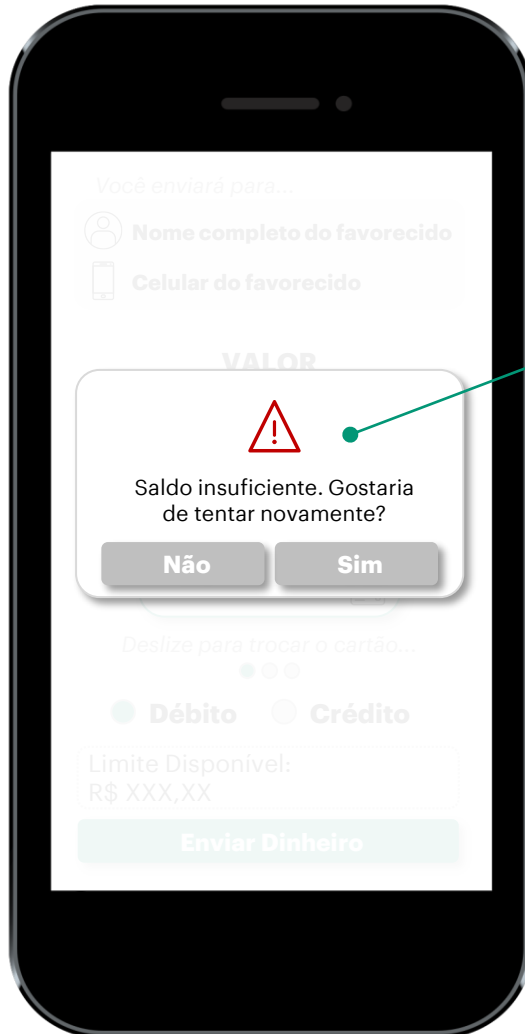 Você enviará para...
Nome completo do favorecido
Celular do favorecido
VALOR
Saldo insuficiente. Gostaria
de tentar novamente?
Não
Sim
Deslize para trocar o cartão...
Débito
Crédito
Limite Disponível:
R$ XXX,XX
Enviar Dinheiro